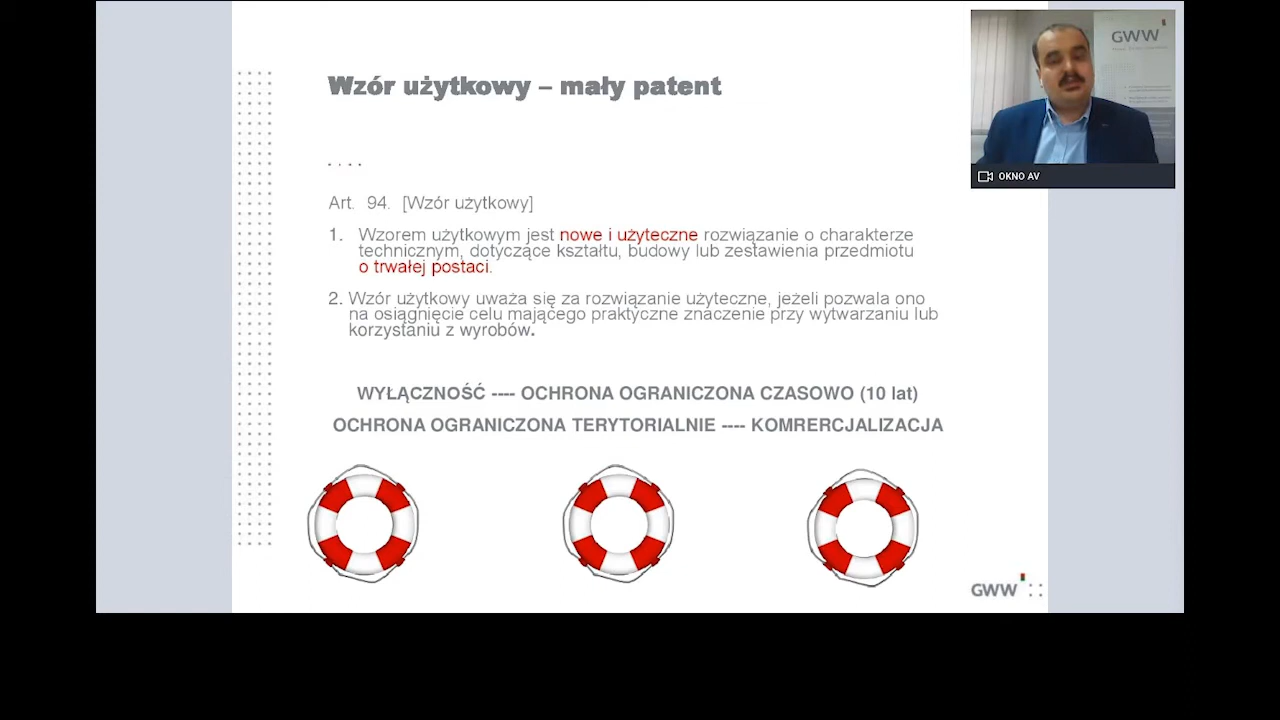 Wzór użytkowy – mały patent
GWW
OKNO AV
. . . .
Art. 94. [Wzór użytkowy]
1. Wzorem użytkowym jest nowe i użyteczne rozwiązanie o charakterze
technicznym, dotyczące kształtu, budowy lub zestawienia przedmiotu
o trwałej postaci.
2. Wzór użytkowy uważa się za rozwiązanie użyteczne, jeżeli pozwala ono
na osiągnięcie celu mającego praktyczne znaczenie przy wytwarzaniu lub
korzystaniu z wyrobów.
WYŁĄCZNOŚĆ ---- OCHRONA OGRANICZONA CZASOWO (10 lat)
OCHRONA OGRANICZONA TERYTORIALNIE ---- KOMRERCJALIZACJA
GWW